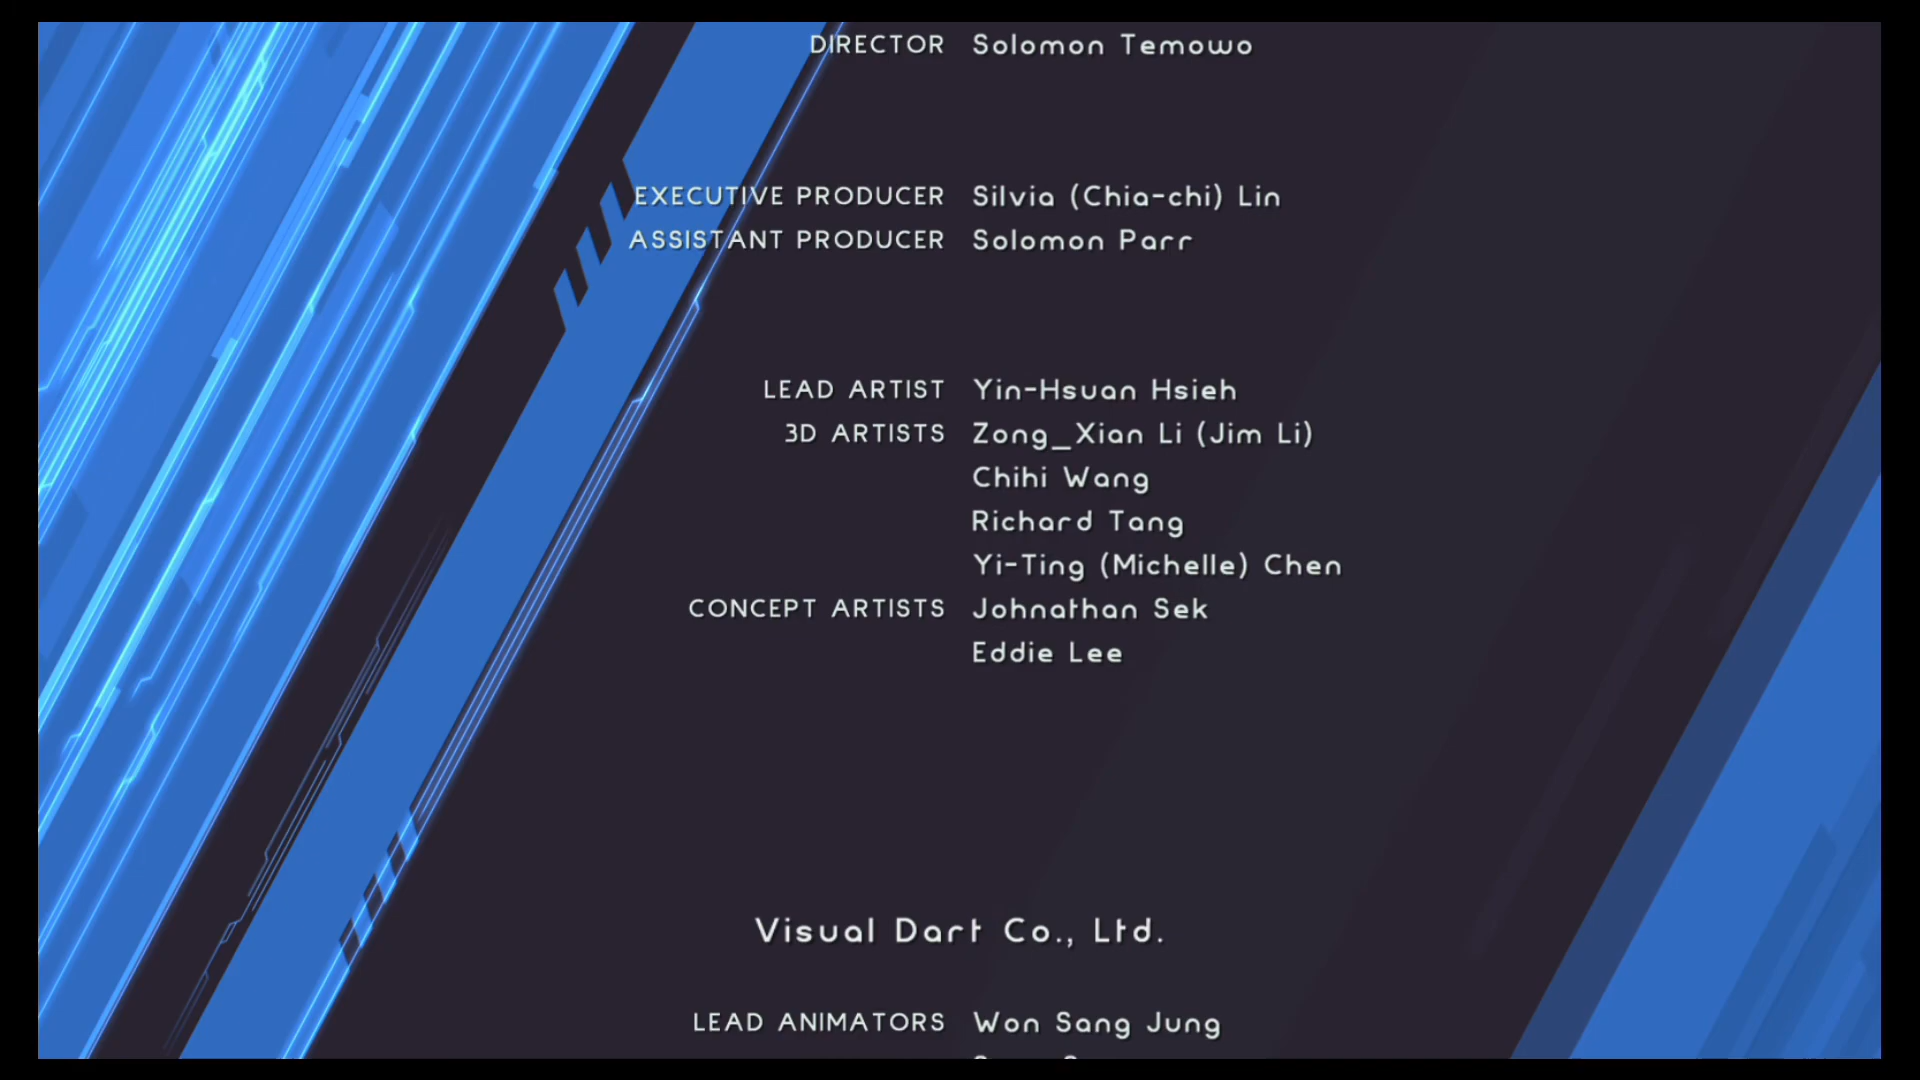 DIRECTOR Solomon Temowo
EXECUTIVE PRODUCER Silvia (Chia-chi) Lin
ASSISTANT PRODUCER Solomon Parr
LEAD ARTIST Yin-Hsuan Hsieh
3D ARTISTS Zong_Xian Li (Jim Li)
Chihi Wang
Richard Tang
Yi-Ting (Michelle) Chen
CONCEPT ARTISTS Johnathan Sek
Eddie Lee
Visual Dart Co., Ltd.
LEAD ANIMATORS Won Sang Jung